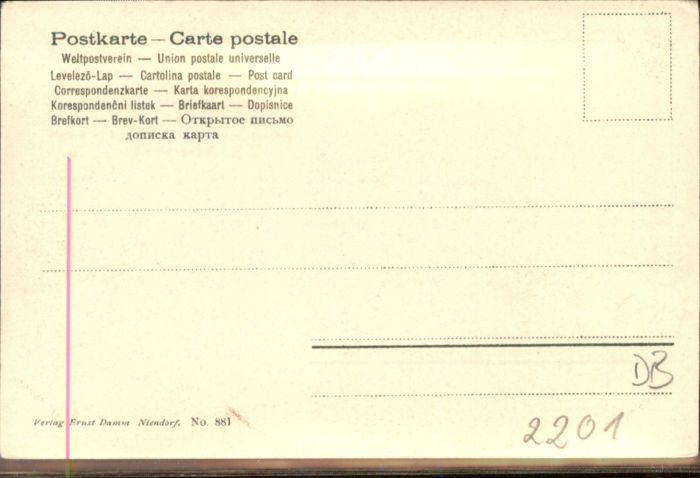 Postkarte — Carte postale
Weltpostverein — Union postale universelle
Levelező-Lap — Cartolina postale — Post card
Correspondenzkarte — Karta korespondencyjna
Korespondenční listek — Briefkaart — Dopisnice
Brefkort — Brev-Kort — Открытое письмо
дописка карта
DB
Verlag Ernst Damm Niendorf. No. 881
2201